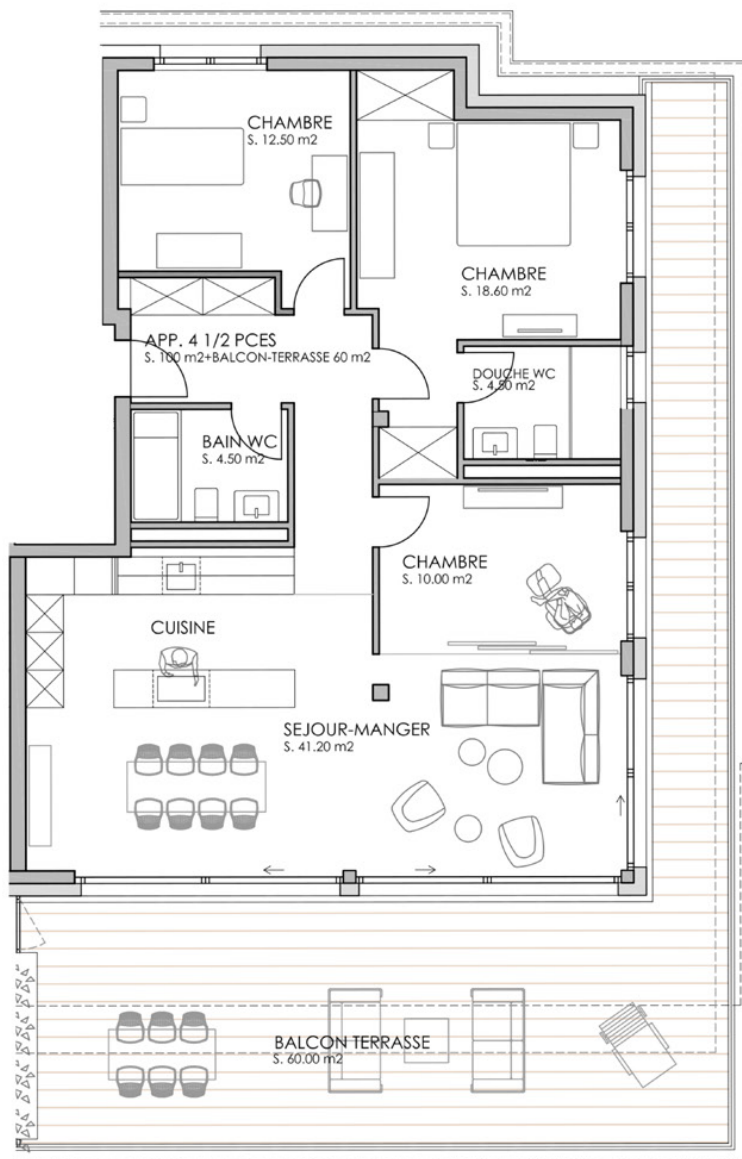 CHAMBRE
S. 12.50 m2
CHAMBRE
S. 18.60 m2
APP. 4 1/2 PCES
S. 100 m2+BALCON-TERRASSE 60 m2
DOUCHE WC
S. 4.50 m2
BAIN WC
S. 4.50 m2
CHAMBRE
S. 10.00 m2
CUISINE
SEJOUR-MANGER
S. 41.20 m2
BALCON TERRASSE
S. 60.00 m2